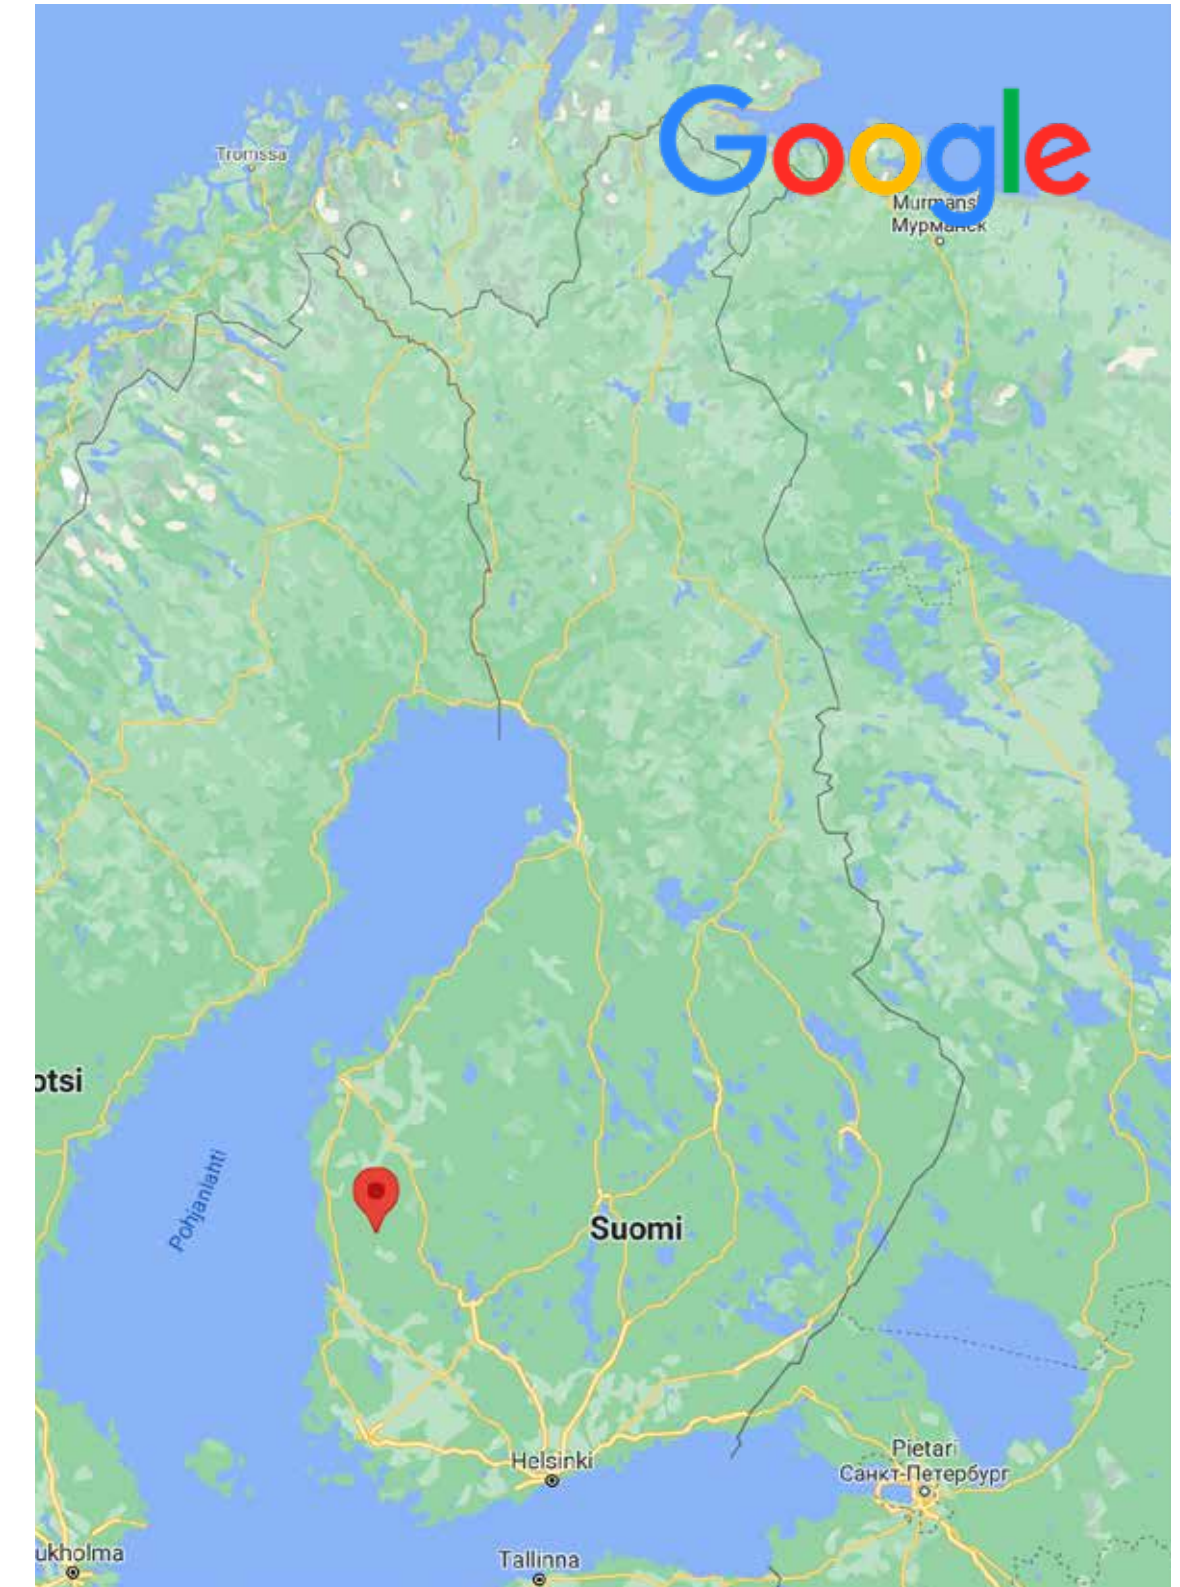 Google
Tromssa
Murmansk
Мурманск
otsi
Pohjanlahti
Suomi
Helsinki
Pietari
Санкт-Петербург
ukholma
Tallinna